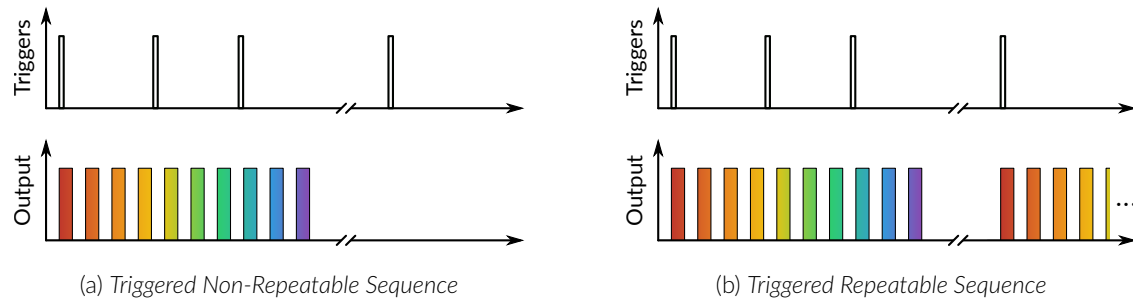 Triggers
Output
(a) Triggered Non-Repeatable Sequence
Triggers
Output
...
(b) Triggered Repeatable Sequence